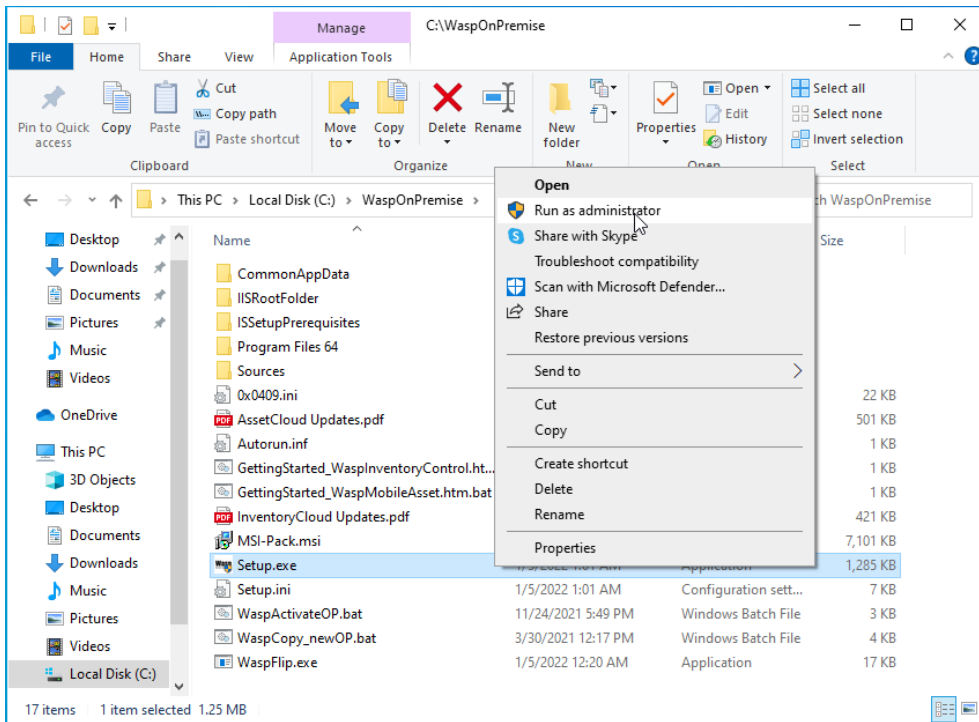 Manage
C:\WaspOnPremise
File
Home
Share
View
Application Tools
Pin to Quick access
Copy
Paste
Cut
Copy path
Paste shortcut
Clipboard
Move to
Copy to
Delete
Rename
Organize
New folder
New
Properties
Open
Edit
History
Open
Select all
Select none
Invert selection
Select
This PC > Local Disk (C:) > WaspOnPremise >
WaspOnPremise
Desktop
Downloads
Documents
Pictures
Music
Videos
OneDrive
This PC
3D Objects
Desktop
Documents
Downloads
Music
Pictures
Videos
Local Disk (C:)
Name
Size
CommonAppData
IISRootFolder
ISSetupPrerequisites
Program Files 64
Sources
0x0409.ini 22 KB
AssetCloud Updates.pdf 501 KB
Autorun.inf 1 KB
GettingStarted_WaspInventoryControl.ht... 1 KB
GettingStarted_WaspMobileAsset.htm.bat 1 KB
InventoryCloud Updates.pdf 421 KB
MSI-Pack.msi 7,101 KB
Setup.exe 1/5/2022 1:01 AM Application 1,285 KB
Setup.ini 1/5/2022 1:01 AM Configuration sett... 7 KB
WaspActivateOP.bat 11/24/2021 5:49 PM Windows Batch File 3 KB
WaspCopy_newOP.bat 3/30/2021 12:17 PM Windows Batch File 4 KB
WaspFlip.exe 1/5/2022 12:20 AM Application 17 KB
Open
Run as administrator
Share with Skype
Troubleshoot compatibility
Scan with Microsoft Defender...
Share
Restore previous versions
Send to
Cut
Copy
Create shortcut
Delete
Rename
Properties
17 items
1 item selected 1.25 MB